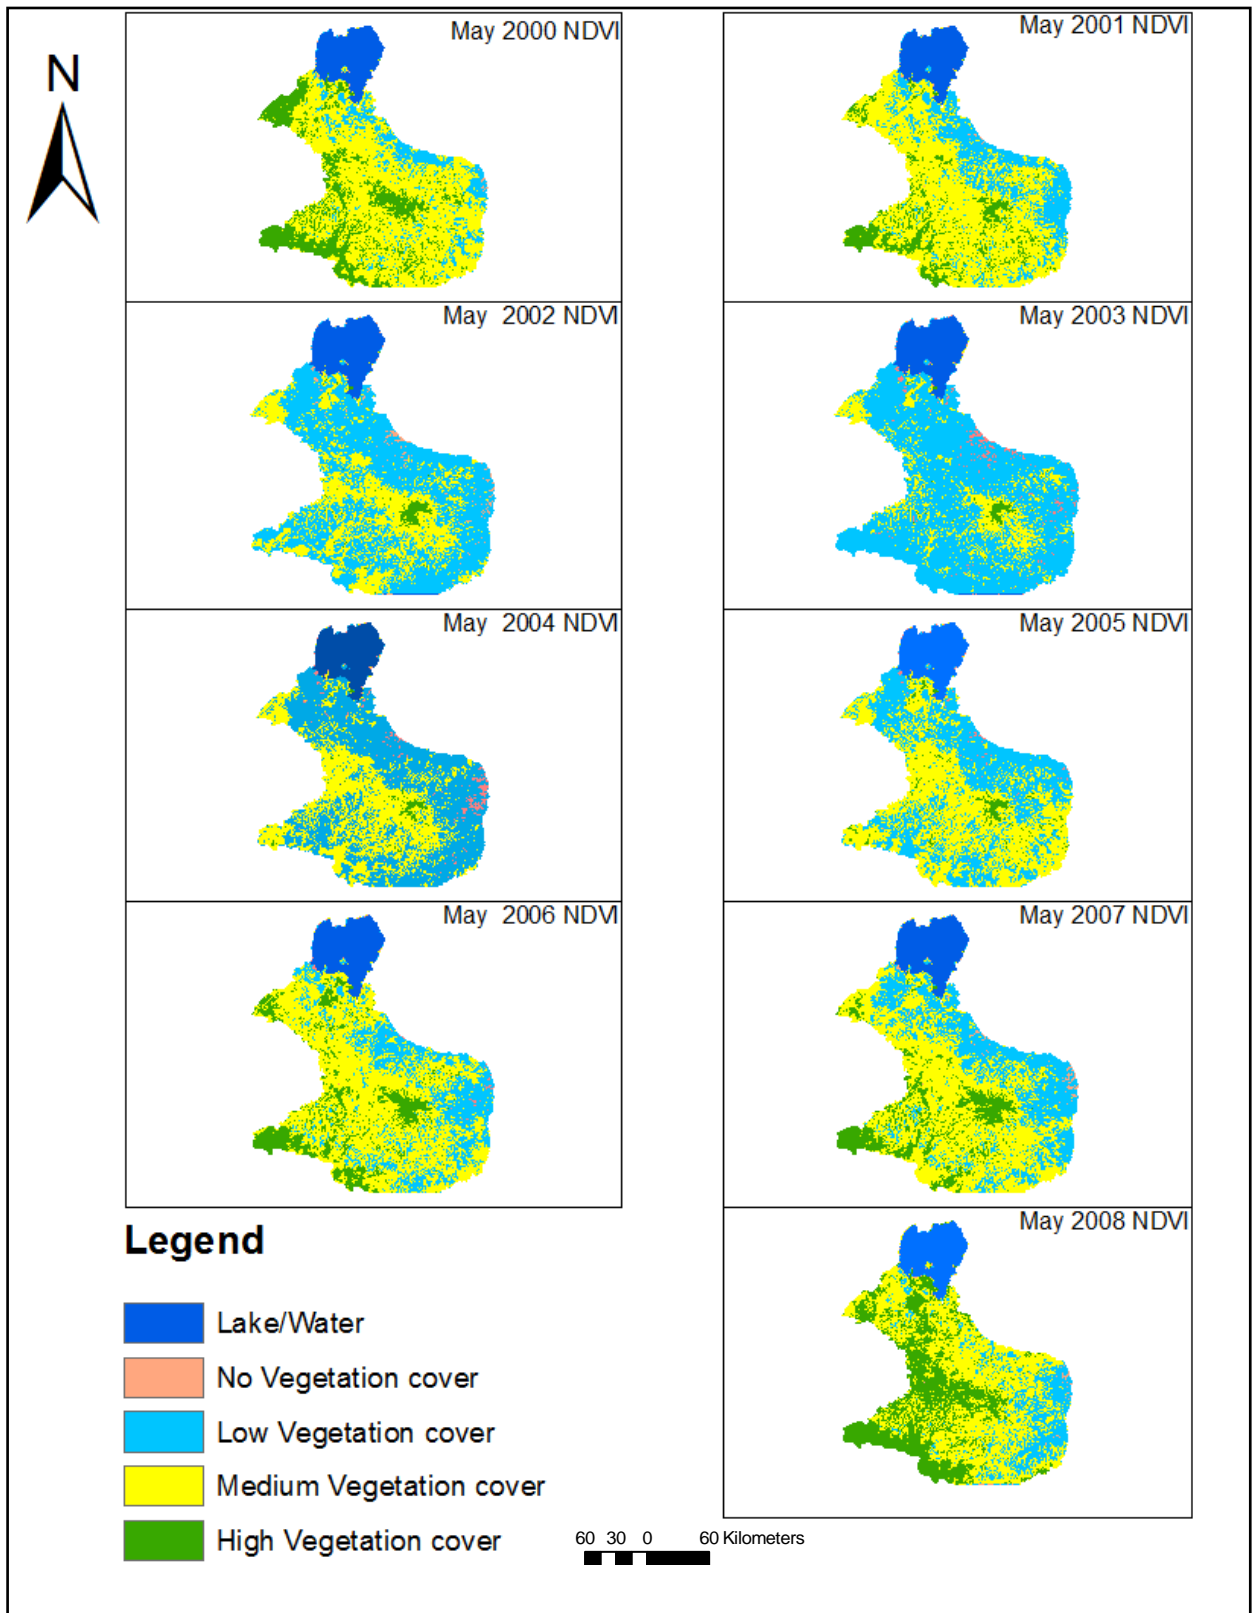 N
May 2000 NDVI
May 2001 NDVI
May 2002 NDVI
May 2003 NDVI
May 2004 NDVI
May 2005 NDVI
May 2006 NDVI
May 2007 NDVI
May 2008 NDVI
Legend
Lake/Water
No Vegetation cover
Low Vegetation cover
Medium Vegetation cover
High Vegetation cover
60 30 0 60 Kilometers